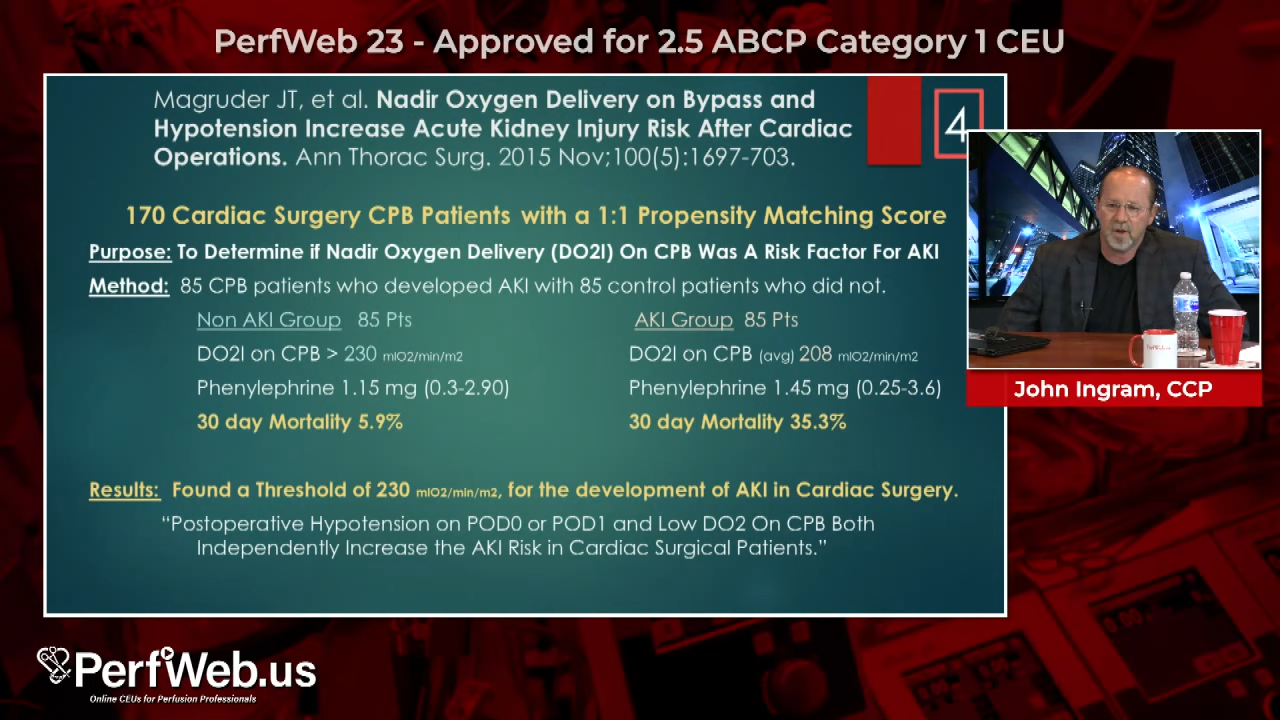 PerfWeb 23 - Approved for 2.5 ABCP Category 1 CEU
Magruder JT, et al. Nadir Oxygen Delivery on Bypass and
Hypotension Increase Acute Kidney Injury Risk After Cardiac
Operations. Ann Thorac Surg. 2015 Nov;100(5):1697-703.
4
170 Cardiac Surgery CPB Patients with a 1:1 Propensity Matching Score
Purpose: To Determine if Nadir Oxygen Delivery (DO2I) On CPB Was A Risk Factor For AKI
Method: 85 CPB patients who developed AKI with 85 control patients who did not.
Non AKI Group 85 Pts
DO2I on CPB > 230 mlO2/min/m2
Phenylephrine 1.15 mg (0.3-2.90)
30 day Mortality 5.9%
AKI Group 85 Pts
DO2I on CPB (avg) 208 mlO2/min/m2
Phenylephrine 1.45 mg (0.25-3.6)
30 day Mortality 35.3%
Results: Found a Threshold of 230 mlO2/min/m2, for the development of AKI in Cardiac Surgery.
“Postoperative Hypotension on POD0 or POD1 and Low DO2 On CPB Both
Independently Increase the AKI Risk in Cardiac Surgical Patients.”
John Ingram, CCP
PerfWeb.us
Online CEUs for Perfusion Professionals